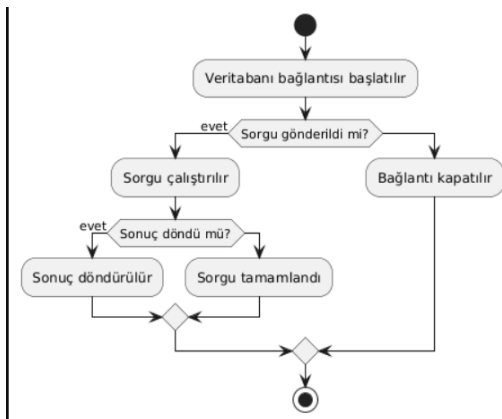 Veritabanı bağlantısı başlatılır
evet
Sorgu gönderildi mi?
Sorgu çalıştırılır
Bağlantı kapatılır
evet
Sonuç döndü mü?
Sonuç döndürülür
Sorgu tamamlandı